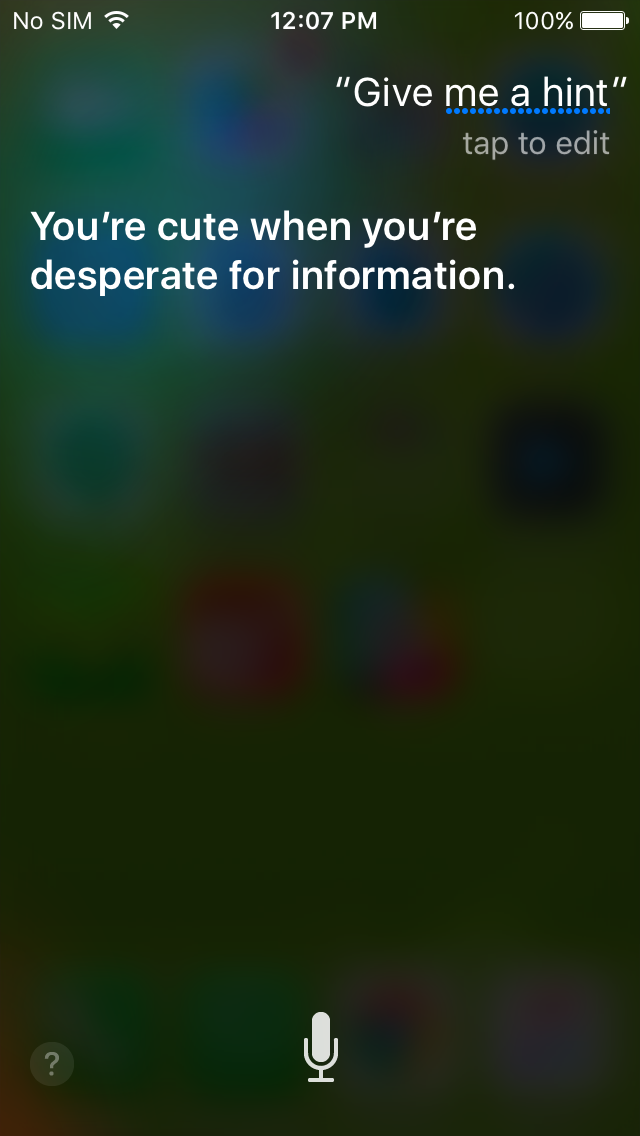 No SIM 12:07 PM 100%
“Give me a hint”
tap to edit
You’re cute when you’re
desperate for information.
?